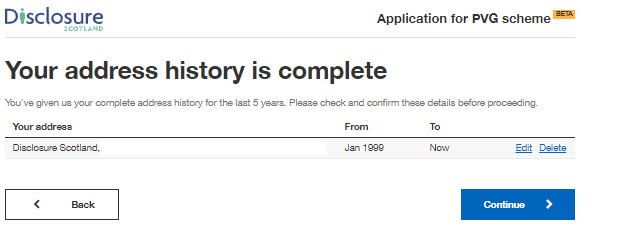 Disclosure
SCOTLAND
Application for PVG scheme BETA
Your address history is complete
You've given us your complete address history for the last 5 years. Please check and confirm these details before proceeding.
Your address From To
Disclosure Scotland, Jan 1999 Now Edit Delete
Back Continue